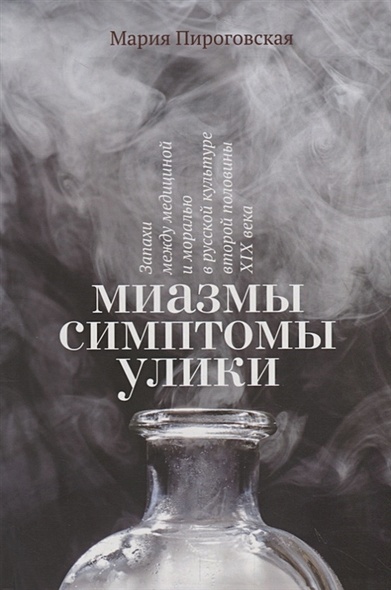 Мария Пироговская
Запахи
между медициной
и моралью
в русской культуре
второй половины
XIX века
миазмы
симптомы
улики